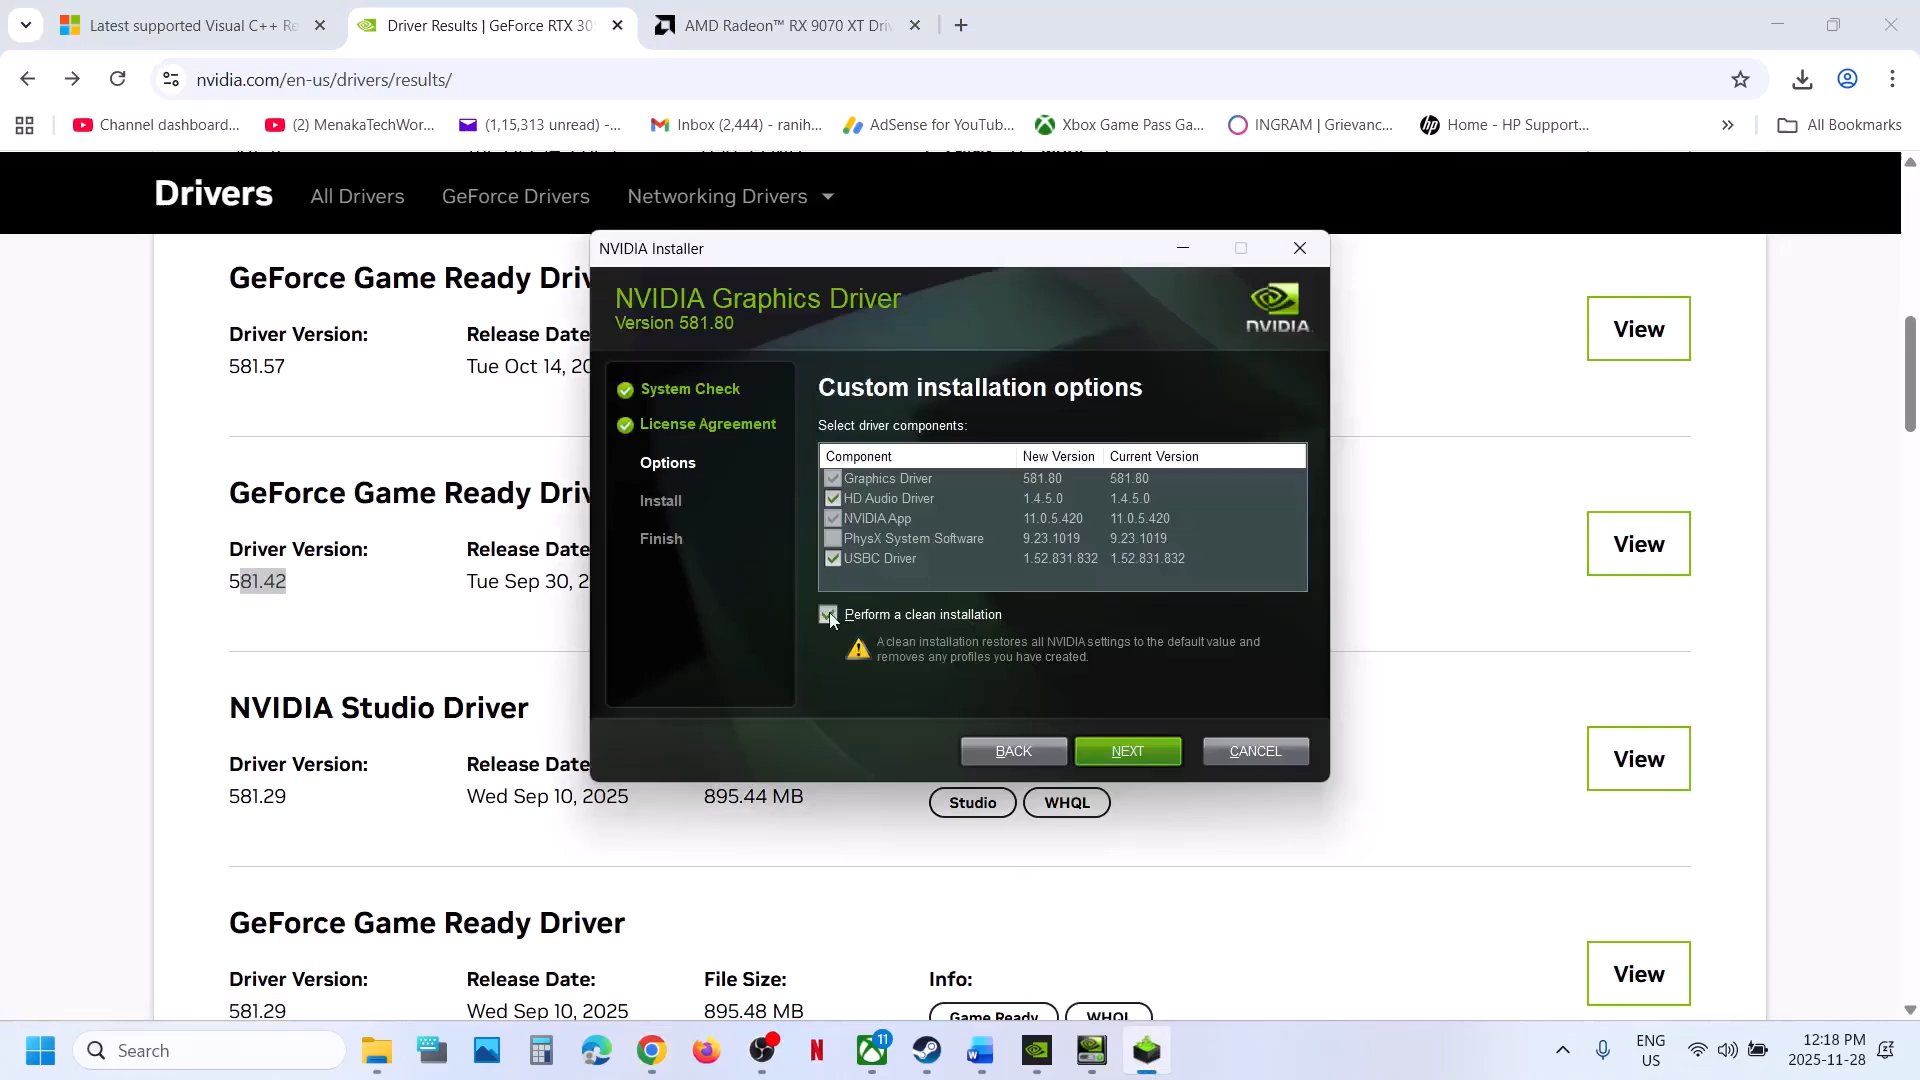 Latest supported Visual C++ Re
Driver Results | GeForce RTX 305
AMD Radeon™ RX 9070 XT Driv
nvidia.com/en-us/drivers/results/
Channel dashboard...
(2) MenakaTechWor...
(1,15,313 unread) -...
Inbox (2,444) - ranih...
AdSense for YouTub...
Xbox Game Pass Ga...
INGRAM | Grievanc...
Home - HP Support...
All Bookmarks
Drivers
All Drivers
GeForce Drivers
Networking Drivers
GeForce Game Ready Driv
Driver Version:
Release Date
581.57
Tue Oct 14, 20
View
GeForce Game Ready Driv
Driver Version:
Release Date
581.42
Tue Sep 30, 2
View
NVIDIA Studio Driver
Driver Version:
Release Date
581.29
Wed Sep 10, 2025
895.44 MB
Studio
WHQL
View
GeForce Game Ready Driver
Driver Version:
Release Date:
File Size:
Info:
581.29
Wed Sep 10, 2025
895.48 MB
Game Ready
WHQL
View
NVIDIA Installer
NVIDIA Graphics Driver
Version 581.80
NVIDIA
System Check
License Agreement
Options
Install
Finish
Custom installation options
Select driver components:
Component New Version Current Version
Graphics Driver 581.80 581.80
HD Audio Driver 1.4.5.0 1.4.5.0
NVIDIA App 11.0.5.420 11.0.5.420
PhysX System Software 9.23.1019 9.23.1019
USBC Driver 1.52.831.832 1.52.831.832
Perform a clean installation
A clean installation restores all NVIDIA settings to the default value and
removes any profiles you have created.
BACK
NEXT
CANCEL
Search
11
ENG
US
12:18 PM
2025-11-28